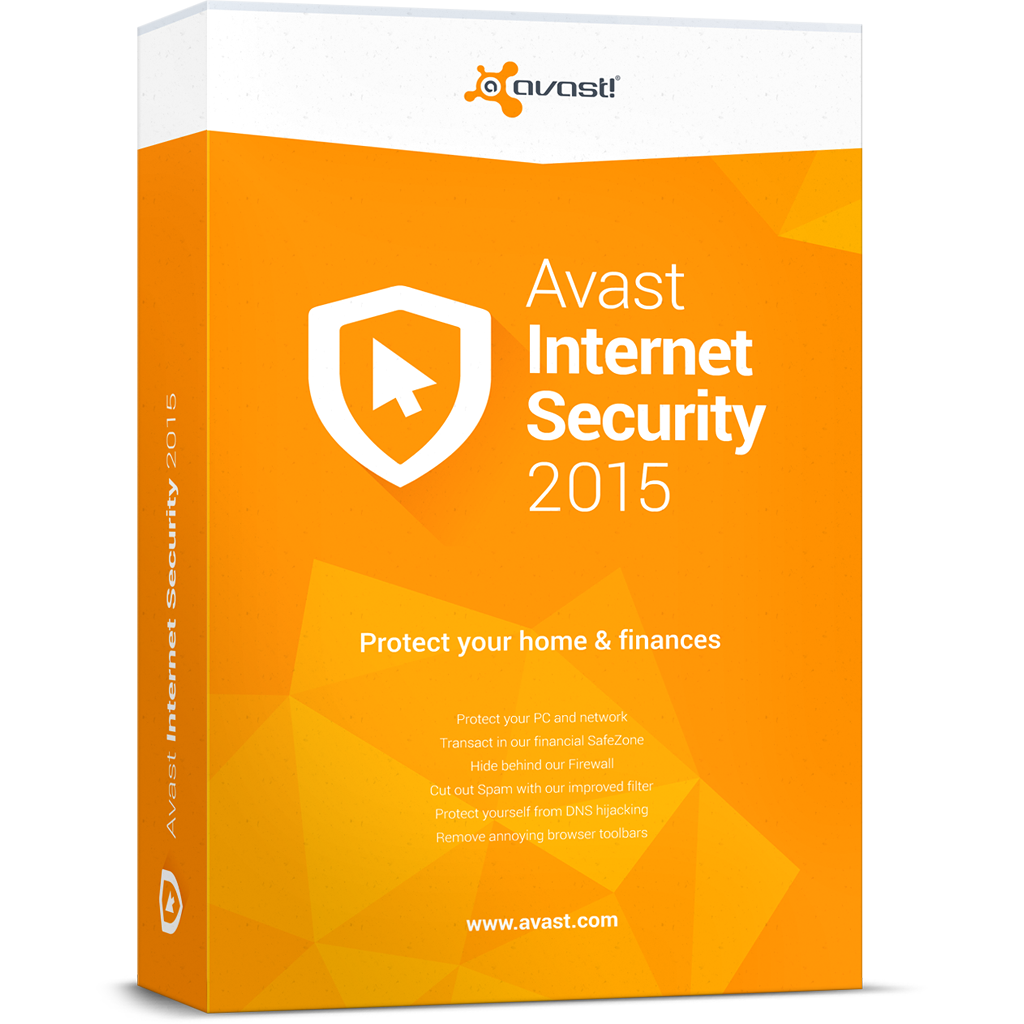 a avast!®
Avast
Internet
Security
2015
Protect your home & finances
Protect your PC and network
Transact in our financial SafeZone
Hide behind our Firewall
Cut out Spam with our improved filter
Protect yourself from DNS hijacking
Remove annoying browser toolbars
www.avast.com
Avast Internet Security 2015